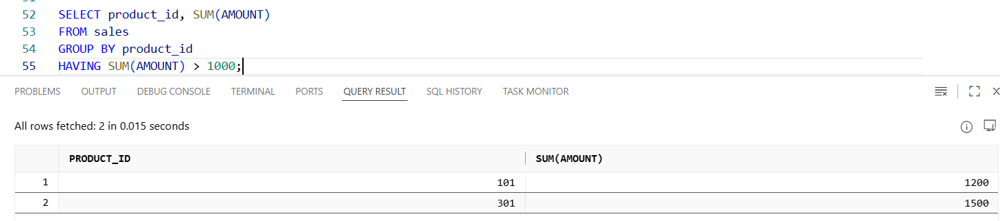 52 SELECT product_id, SUM(AMOUNT)
53 FROM sales
54 GROUP BY product_id
55 HAVING SUM(AMOUNT) > 1000;
PROBLEMS OUTPUT DEBUG CONSOLE TERMINAL PORTS QUERY RESULT SQL HISTORY TASK MONITOR
All rows fetched: 2 in 0.015 seconds
PRODUCT_ID SUM(AMOUNT)
1 101 1200
2 301 1500